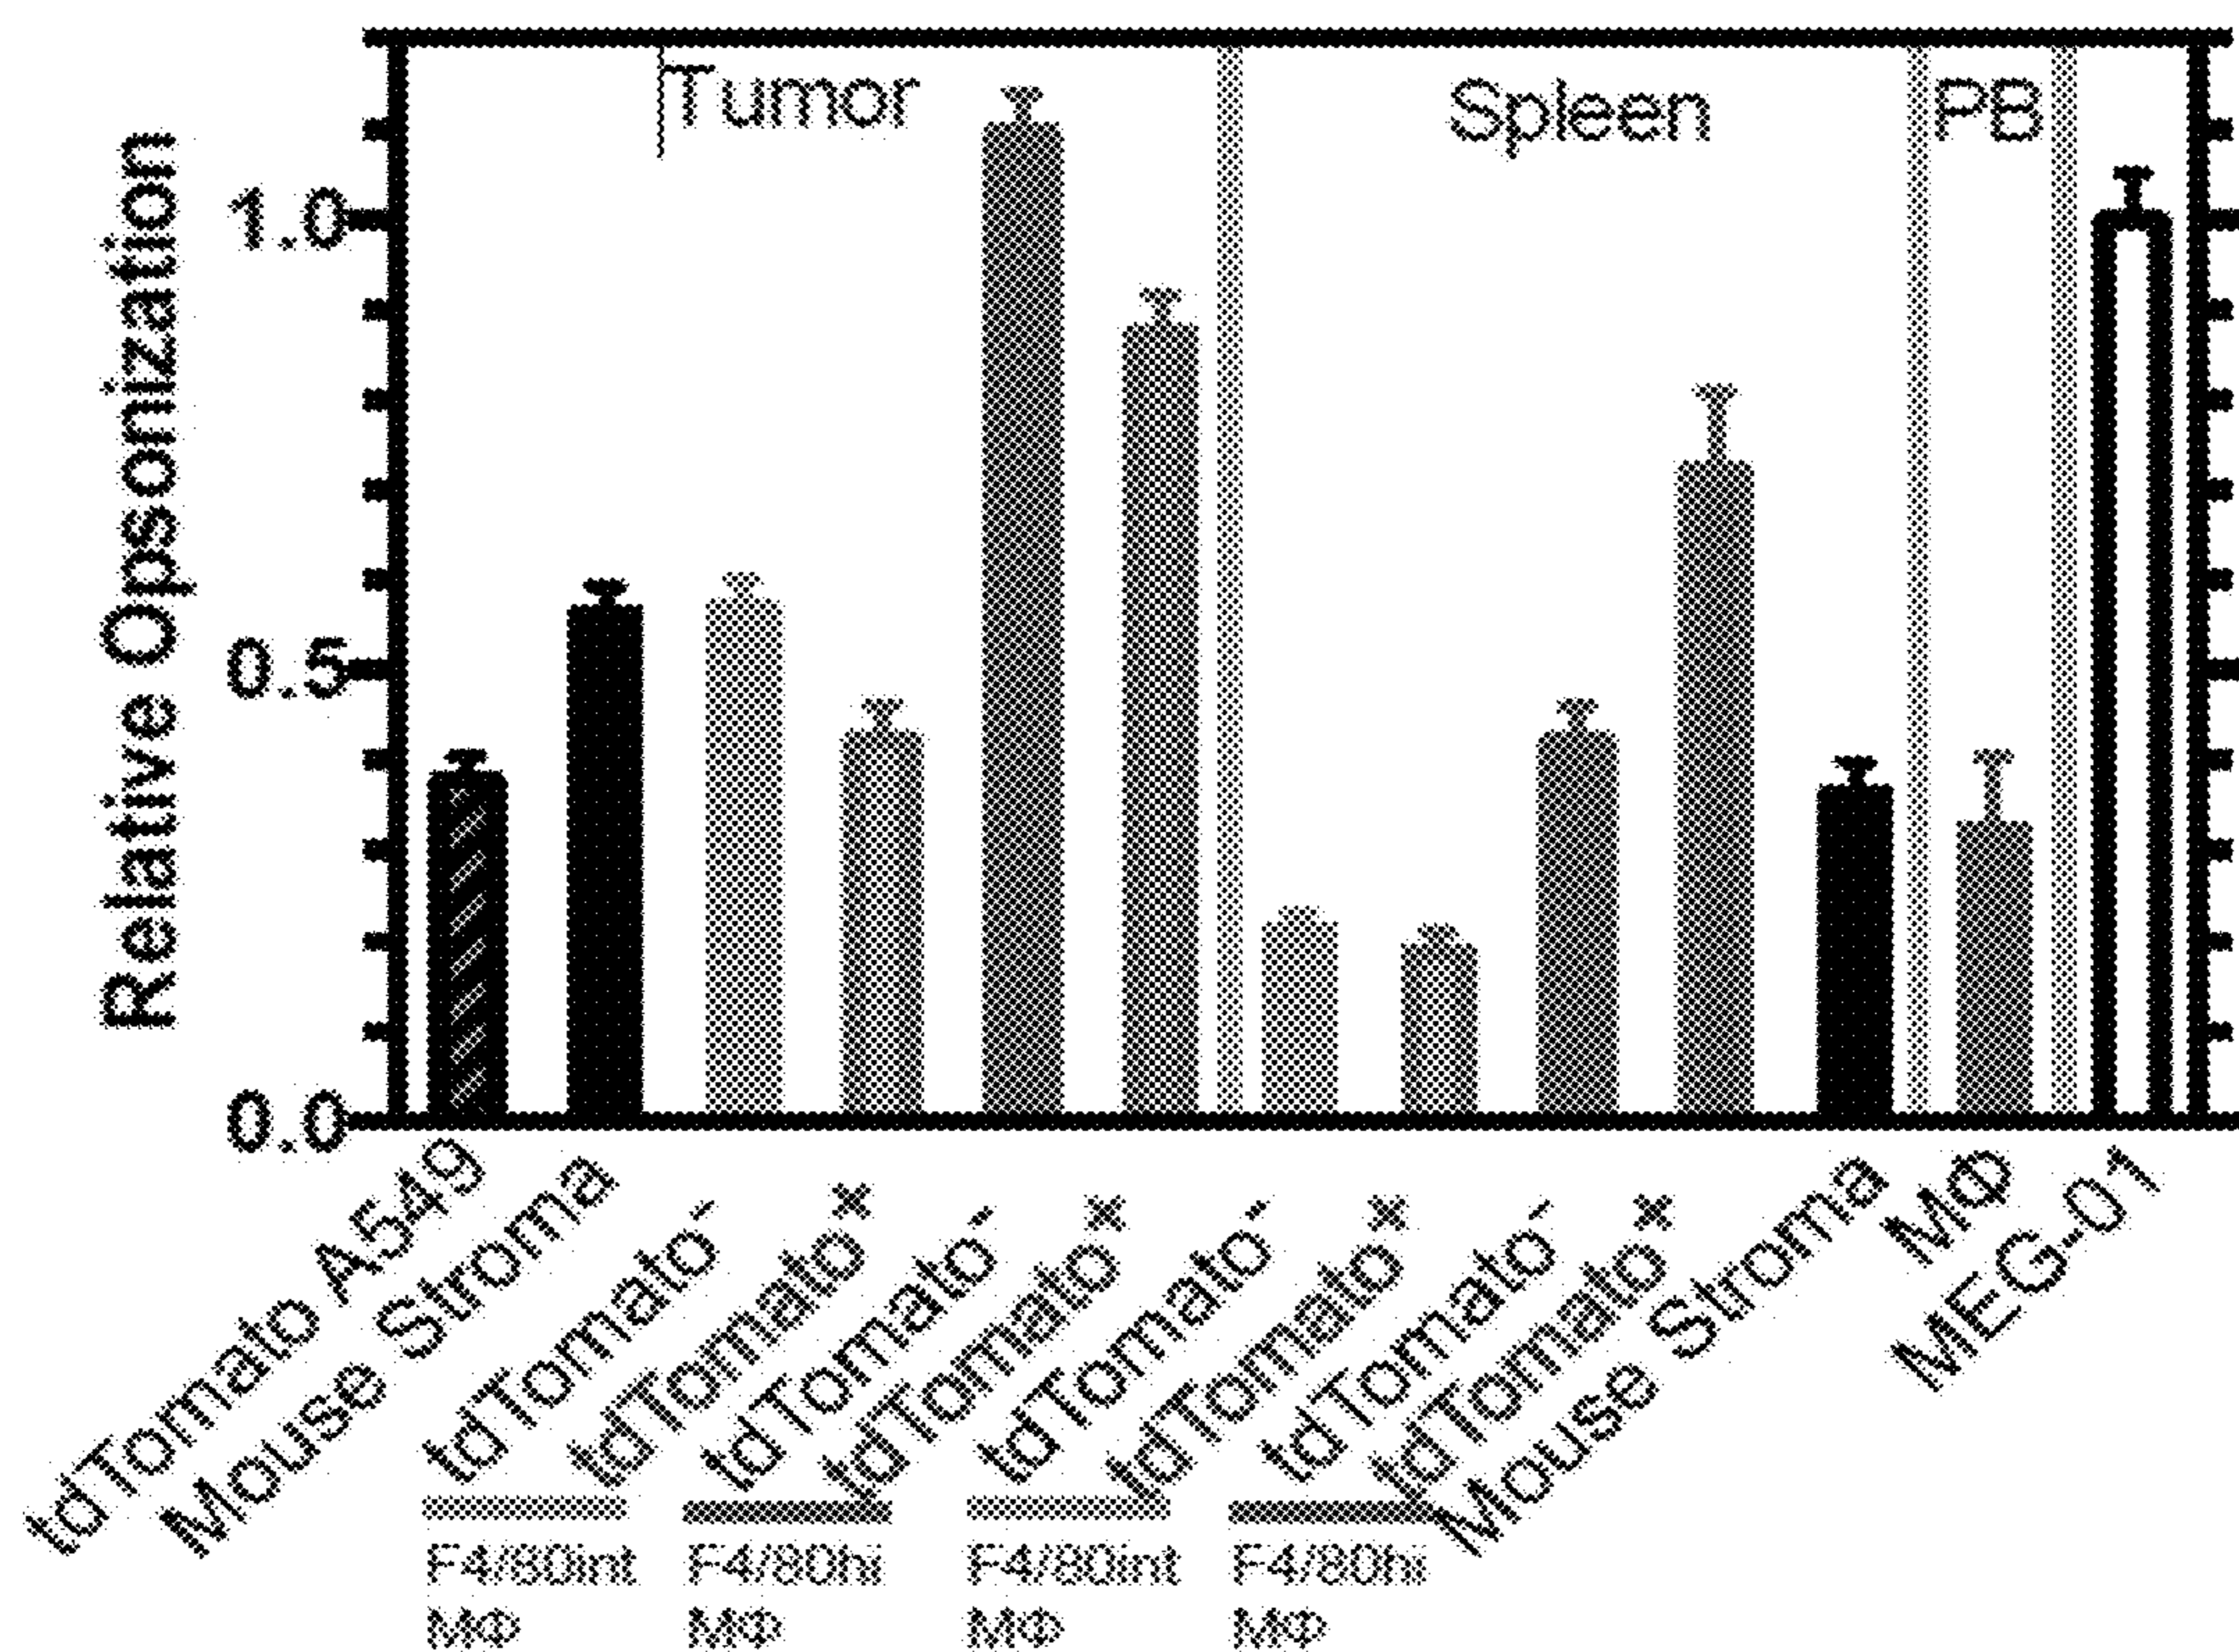 Tumor
Spleen
PB
Relative Opsonization
1.0
0.5
0.0
tdTomato A549
Mouse Stroma
tdTomato-
tdTomato+
tdTomato-
tdTomato+
tdTomato-
tdTomato+
tdTomato-
tdTomato+
Mouse Stroma
MΦ
MEG-01
F4/80int
MΦ
F4/80hi
MΦ
F4/80int
MΦ
F4/80hi
MΦ